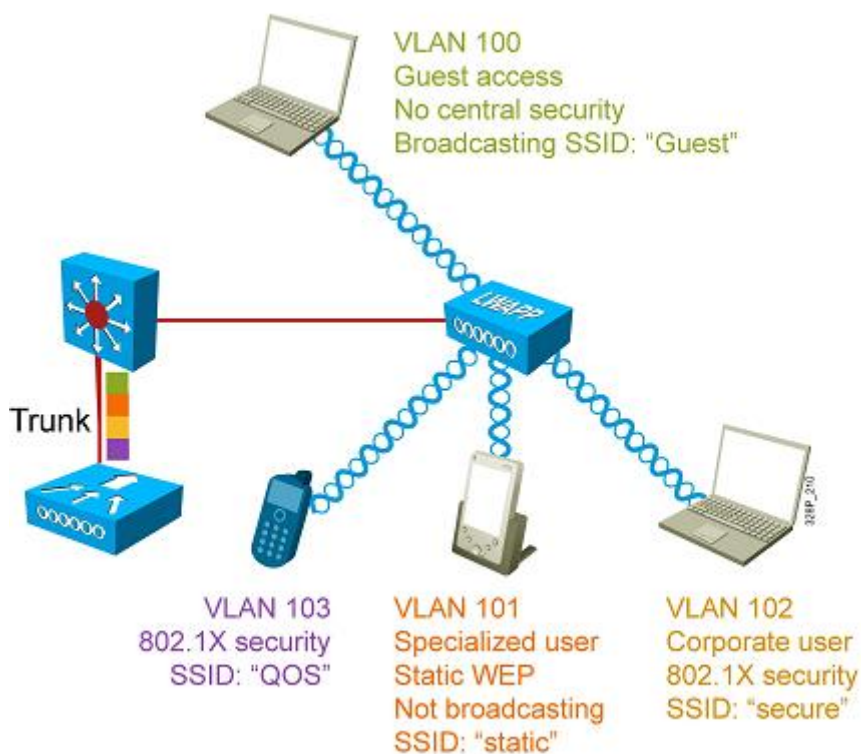 VLAN 100
Guest access
No central security
Broadcasting SSID: “Guest”
LWAPP
Trunk
328P_210
VLAN 103
802.1X security
SSID: “QOS”
VLAN 101
Specialized user
Static WEP
Not broadcasting
SSID: “static”
VLAN 102
Corporate user
802.1X security
SSID: “secure”